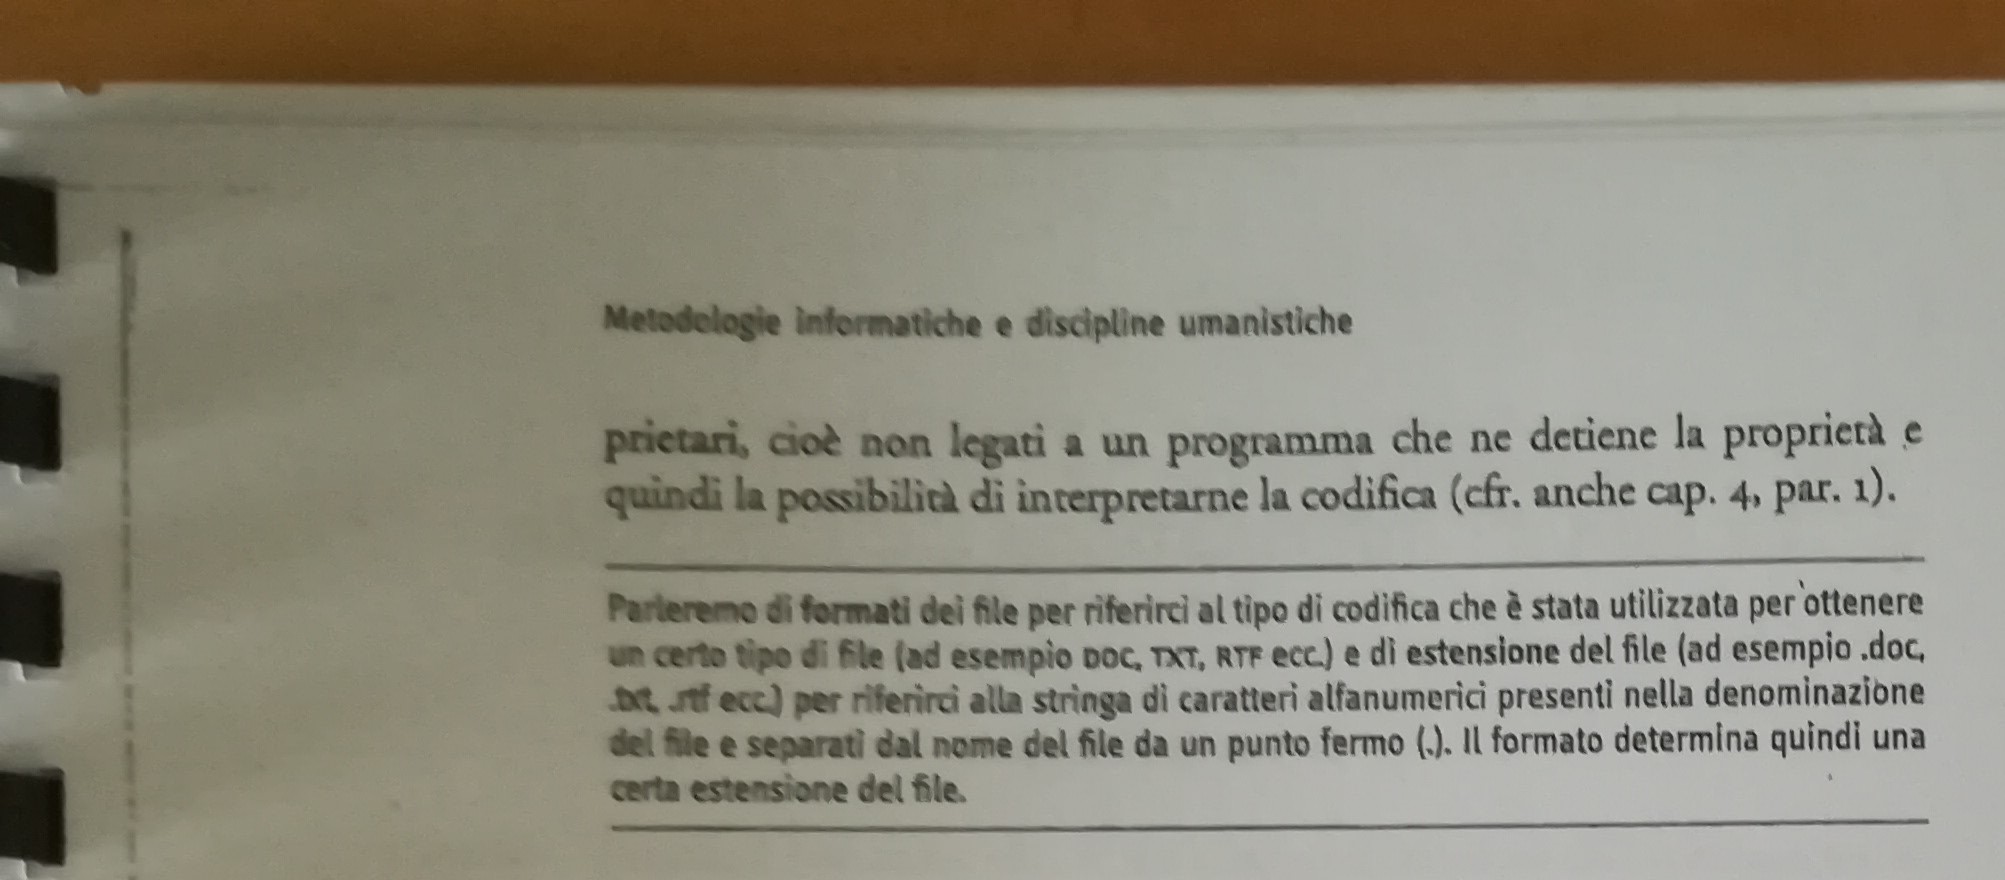 Metodologie informatiche e discipline umanistiche
prietari, cioè non legati a un programma che ne detiene la proprietà e
quindi la possibilità di interpretarne la codifica (cfr. anche cap. 4, par. 1).
Parleremo di formati dei file per riferirci al tipo di codifica che è stata utilizzata per ottenere
un certo tipo di file (ad esempio DOC, TXT, RTF ecc.) e di estensione del file (ad esempio .doc,
.txt, .rtf ecc.) per riferirci alla stringa di caratteri alfanumerici presenti nella denominazione
del file e separati dal nome del file da un punto fermo (.). Il formato determina quindi una
certa estensione del file.